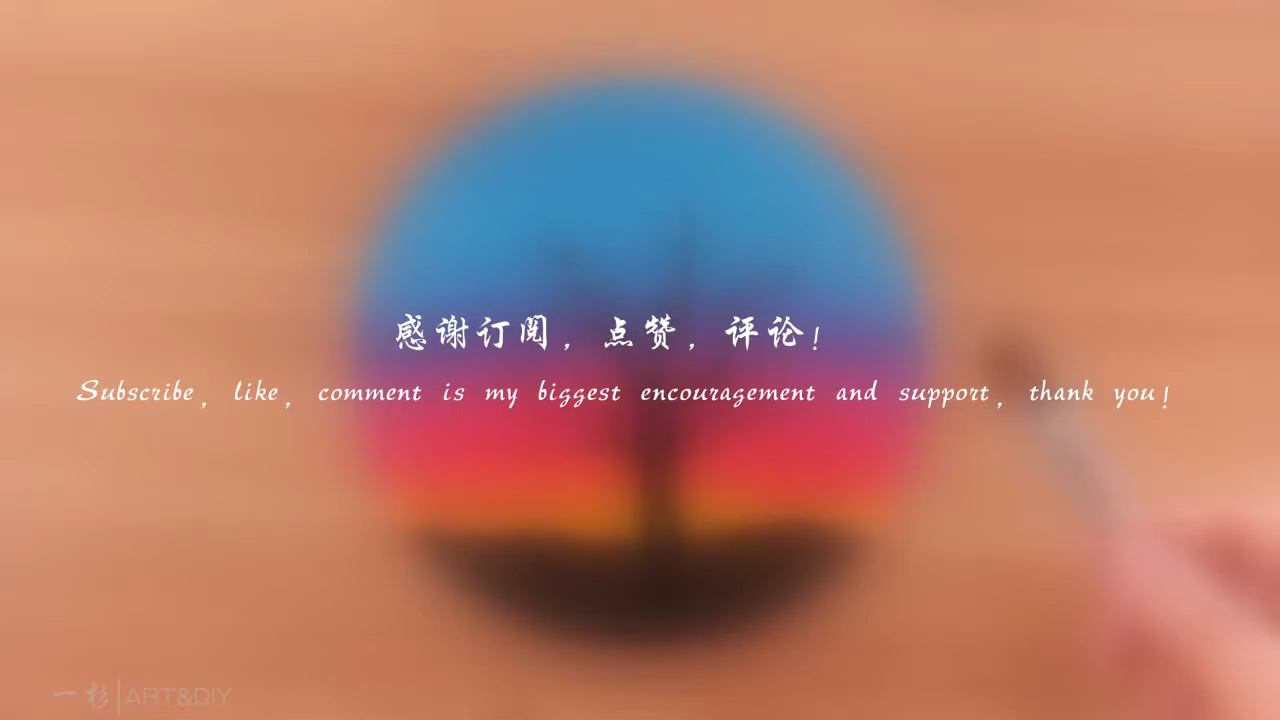 感谢订阅，点赞，评论！
Subscribe, like, comment is my biggest encouragement and support, thank you!
一杉|ART&DIY